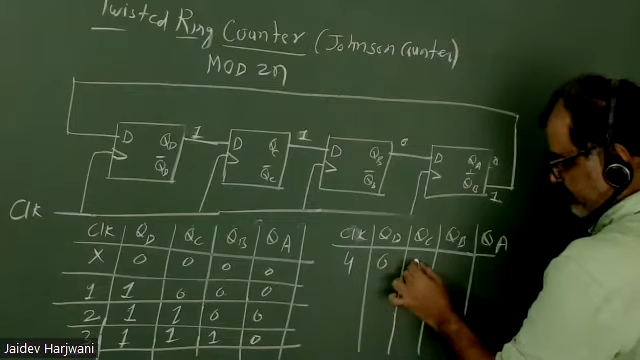 Twisted Ring Counter (Johnson Counter)
MOD 2n
D Q_D 1 D Q_C 1 D Q_B 0 D Q_A 0
Q̅_D Q̅_C Q̅_B Q̅_B 1
Clk
Clk Q_D Q_C Q_B Q_A
X 0 0 0 0
1 1 0 0 0
2 1 1 0 0
3 1 1 1 0
Clk Q_D Q_C Q_B Q_A
4 0
Jaidev Harjwani